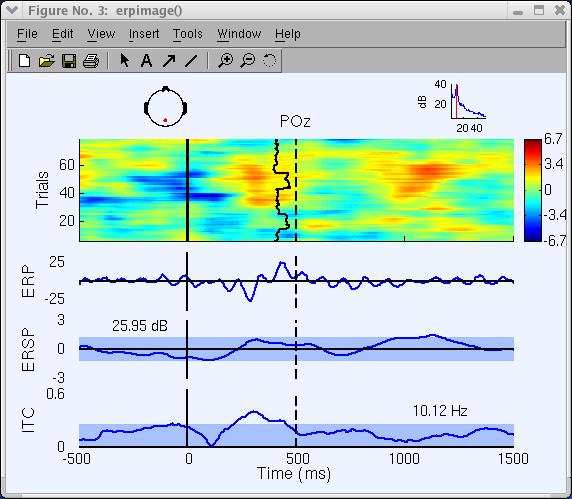 Figure No. 3: erpimage()
File Edit View Insert Tools Window Help
A
POz
dB
40
20
0
20 40
Trials
60
40
20
6.7
3.4
0
-3.4
-6.7
ERP
25
-25
ERSP
3
-3
25.95 dB
ITC
0.6
0
10.12 Hz
-500 0 500 1000 1500
Time (ms)